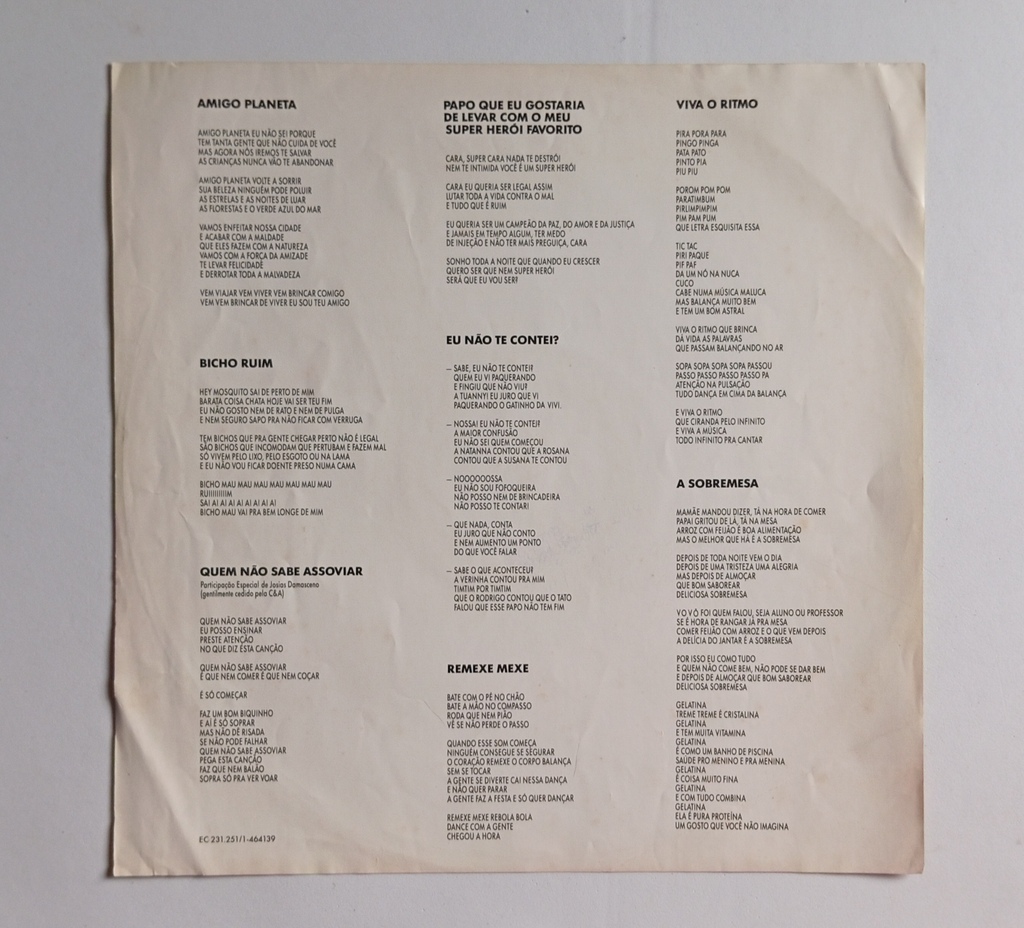 AMIGO PLANETA
AMIGO PLANETA EU NÃO SEI PORQUE
TEM TANTA GENTE QUE NÃO CUIDA DE VOCÊ
MAS AGORA NÓS IREMOS TE SALVAR
AS CRIANÇAS NUNCA VÃO TE ABANDONAR
AMIGO PLANETA VOLTE A SORRIR
SUA BELEZA NINGUÉM PODE POLUIR
AS ESTRELAS E AS NOITES DE LUAR
AS FLORESTAS E O VERDE AZUL DO MAR
VAMOS ENFEITAR NOSSA CIDADE
E ACABAR COM A MALDADE
QUE ELES FAZEM COM A NATUREZA
VAMOS COM A FORÇA DA AMIZADE
TE LEVAR FELICIDADE
E DERROTAR TODA A MALVADEZA
VEM VIAJAR VEM VIVER VEM BRINCAR COMIGO
VEM VEM BRINCAR DE VIVER EU SOU TEU AMIGO
BICHO RUIM
HEY MOSQUITO SAI DE PERTO DE MIM
BARATA COISA CHATA HOJE VAI SER TEU FIM
EU NÃO GOSTO NEM DE RATO E NEM DE PULGA
E NEM SEGURO SAPO PRA NÃO FICAR COM VERRUGA
TEM BICHOS QUE PRA GENTE CHEGAR PERTO NÃO É LEGAL
SÃO BICHOS QUE INCOMODAM QUE PERTUBAM E FAZEM MAL
SÓ VIVEM PELO LIXO, PELO ESGOTO OU NA LAMA
E EU NÃO VOU FICAR DOENTE PRESO NUMA CAMA
BICHO MAU MAU MAU MAU MAU MAU MAU
RUIIIIIIIIM
SAI AI AI AI AI AI AI AI
BICHO MAU VAI PRA BEM LONGE DE MIM
QUEM NÃO SABE ASSOVIAR
Participação Especial de Josias Damasceno
(gentilmente cedido pela C&A)
QUEM NÃO SABE ASSOVIAR
EU POSSO ENSINAR
PRESTE ATENÇÃO
NO QUE DIZ ESTA CANÇÃO
QUEM NÃO SABE ASSOVIAR
É QUE NEM COMER É QUE NEM COÇAR
É SÓ COMEÇAR
FAZ UM BOM BIQUINHO
E AÍ É SÓ SOPRAR
MAS NÃO DÊ RISADA
SE NÃO PODE FALHAR
QUEM NÃO SABE ASSOVIAR
PEGA ESTA CANÇÃO
FAZ QUE NEM BALÃO
SOPRA SÓ PRA VER VOAR
EC 231.251/1-464139
PAPO QUE EU GOSTARIA
DE LEVAR COM O MEU
SUPER HERÓI FAVORITO
CARA, SUPER CARA NADA TE DESTRÓI
NEM TE INTIMIDA VOCÊ É UM SUPER HERÓI
CARA EU QUERIA SER LEGAL ASSIM
LUTAR TODA A VIDA CONTRA O MAL
E TUDO QUE É RUIM
EU QUERIA SER UM CAMPEÃO DA PAZ, DO AMOR E DA JUSTIÇA
E JAMAIS EM TEMPO ALGUM, TER MEDO
DE INJEÇÃO E NÃO TER MAIS PREGUIÇA, CARA
SONHO TODA A NOITE QUE QUANDO EU CRESCER
QUERO SER QUE NEM SUPER HERÓI
SERÁ QUE EU VOU SER?
EU NÃO TE CONTEI?
– SABE, EU NÃO TE CONTEI?
QUEM EU VI PAQUERANDO
E FINGIU QUE NÃO VIU?
A TUANNY! EU JURO QUE VI
PAQUERANDO O GATINHO DA VIVI.
– NOSSA! EU NÃO TE CONTEI?
A MAIOR CONFUSÃO
EU NÃO SEI QUEM COMEÇOU
A NATANNA CONTOU QUE A ROSANA
CONTOU QUE A SUSANA TE CONTOU
– NOOOOOOSSA
EU NÃO SOU FOFOQUEIRA
NÃO POSSO NEM DE BRINCADEIRA
NÃO POSSO TE CONTAR!
– QUE NADA, CONTA
EU JURO QUE NÃO CONTO
E NEM AUMENTO UM PONTO
DO QUE VOCÊ FALAR
– SABE O QUE ACONTECEU?
A VERINHA CONTOU PRA MIM
TIMTIM POR TIMTIM
QUE O RODRIGO CONTOU QUE O TATO
FALOU QUE ESSE PAPO NÃO TEM FIM
REMEXE MEXE
BATE COM O PÉ NO CHÃO
BATE A MÃO NO COMPASSO
RODA QUE NEM PIÃO
VÊ SE NÃO PERDE O PASSO
QUANDO ESSE SOM COMEÇA
NINGUÉM CONSEGUE SE SEGURAR
O CORAÇÃO REMEXE O CORPO BALANÇA
SEM SE TOCAR
A GENTE SE DIVERTE CAI NESSA DANÇA
E NÃO QUER PARAR
A GENTE FAZ A FESTA E SÓ QUER DANÇAR
REMEXE MEXE REBOLA BOLA
DANCE COM A GENTE
CHEGOU A HORA
VIVA O RITMO
PIRA PORA PARA
PINGO PINGA
PATA PATO
PINTO PIA
PIU PIU
POROM POM POM
PARATIMBUM
PIRLIMPIMPIM
PIM PAM PUM
QUE LETRA ESQUISITA ESSA
TIC TAC
PIRI PAQUE
PIF PAF
DA UM NÓ NA NUCA
CUCO
CABE NUMA MÚSICA MALUCA
MAS BALANÇA MUITO BEM
E TEM UM BOM ASTRAL
VIVA O RITMO QUE BRINCA
DÁ VIDA AS PALAVRAS
QUE PASSAM BALANÇANDO NO AR
SOPA SOPA SOPA SOPA PASSOU
PASSO PASSO PASSO PASSO PA
ATENÇÃO NA PULSAÇÃO
TUDO DANÇA EM CIMA DA BALANÇA
E VIVA O RITMO
QUE CIRANDA PELO INFINITO
E VIVA A MÚSICA
TODO INFINITO PRA CANTAR
A SOBREMESA
MAMÃE MANDOU DIZER, TÁ NA HORA DE COMER
PAPAI GRITOU DE LÁ, TÁ NA MESA
ARROZ COM FEIJÃO É BOA ALIMENTAÇÃO
MAS O MELHOR QUE HÁ É A SOBREMESA
DEPOIS DE TODA NOITE VEM O DIA
DEPOIS DE UMA TRISTEZA UMA ALEGRIA
MAS DEPOIS DE ALMOÇAR
QUE BOM SABOREAR
DELICIOSA SOBREMESA
VOVÔ FOI QUEM FALOU, SEJA ALUNO OU PROFESSOR
SE É HORA DE RANGAR JÁ PRA MESA
COMER FEIJÃO COM ARROZ E O QUE VEM DEPOIS
A DELÍCIA DO JANTAR É A SOBREMESA
POR ISSO EU COMO TUDO
E QUEM NÃO COME BEM, NÃO PODE SE DAR BEM
E DEPOIS DE ALMOÇAR QUE BOM SABOREAR
DELICIOSA SOBREMESA
GELATINA
TREME TREME É CRISTALINA
GELATINA
E TEM MUITA VITAMINA
GELATINA
É COMO UM BANHO DE PISCINA
SAÚDE PRO MENINO E PRA MENINA
GELATINA
É COISA MUITO FINA
GELATINA
E COM TUDO COMBINA
GELATINA
ELA É PURA PROTEÍNA
UM GOSTO QUE VOCÊ NÃO IMAGINA